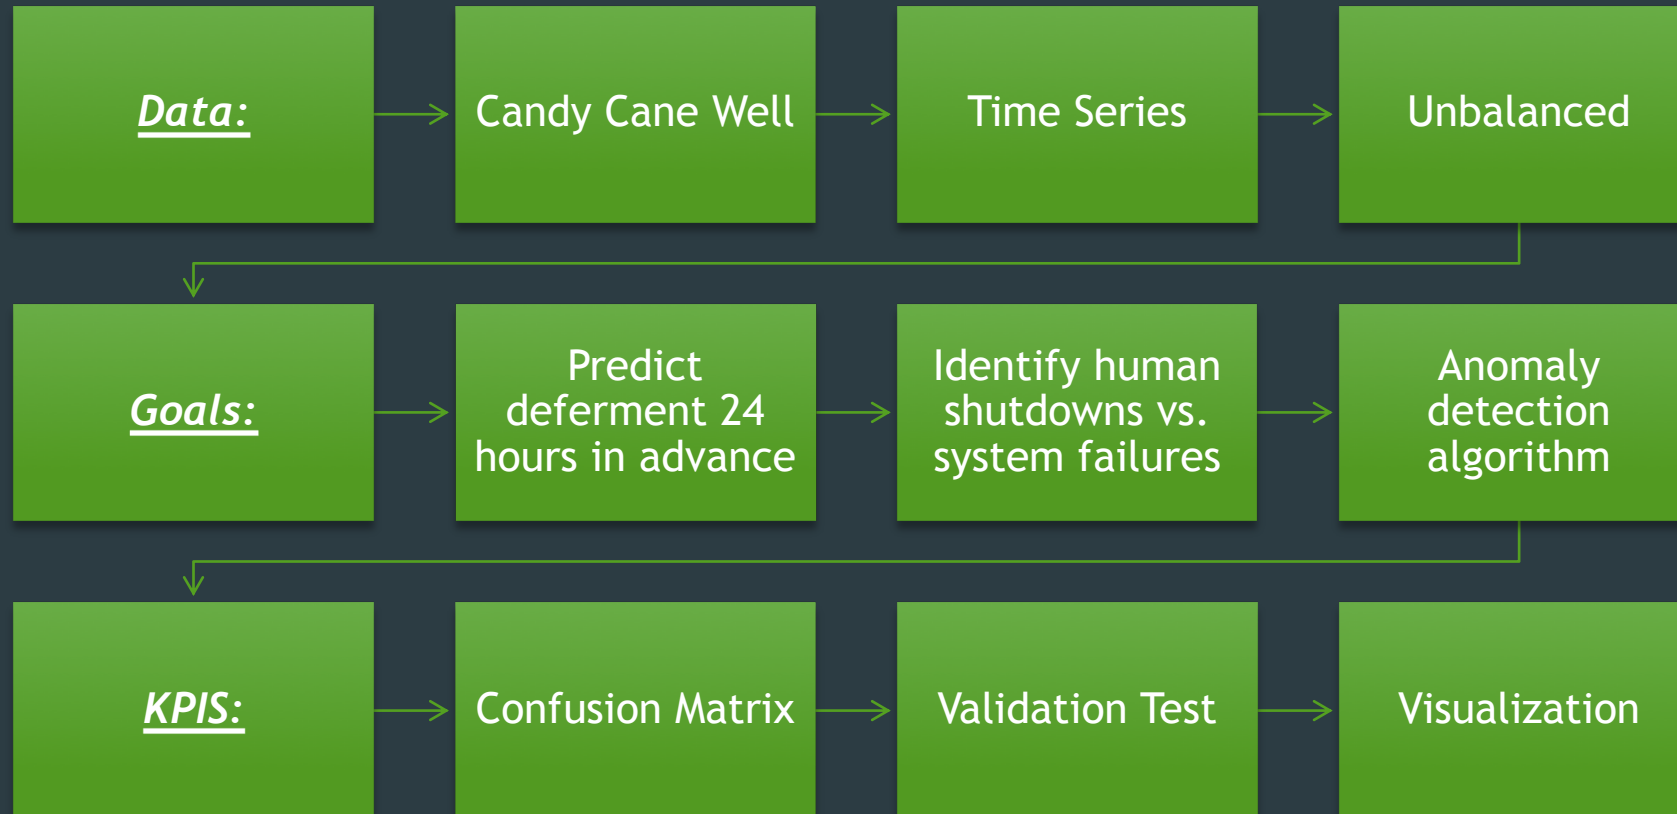 Data:
Candy Cane Well
Time Series
Unbalanced
Goals:
Predict
deferment 24
hours in advance
Identify human
shutdowns vs.
system failures
Anomaly
detection
algorithm
KPIS:
Confusion Matrix
Validation Test
Visualization